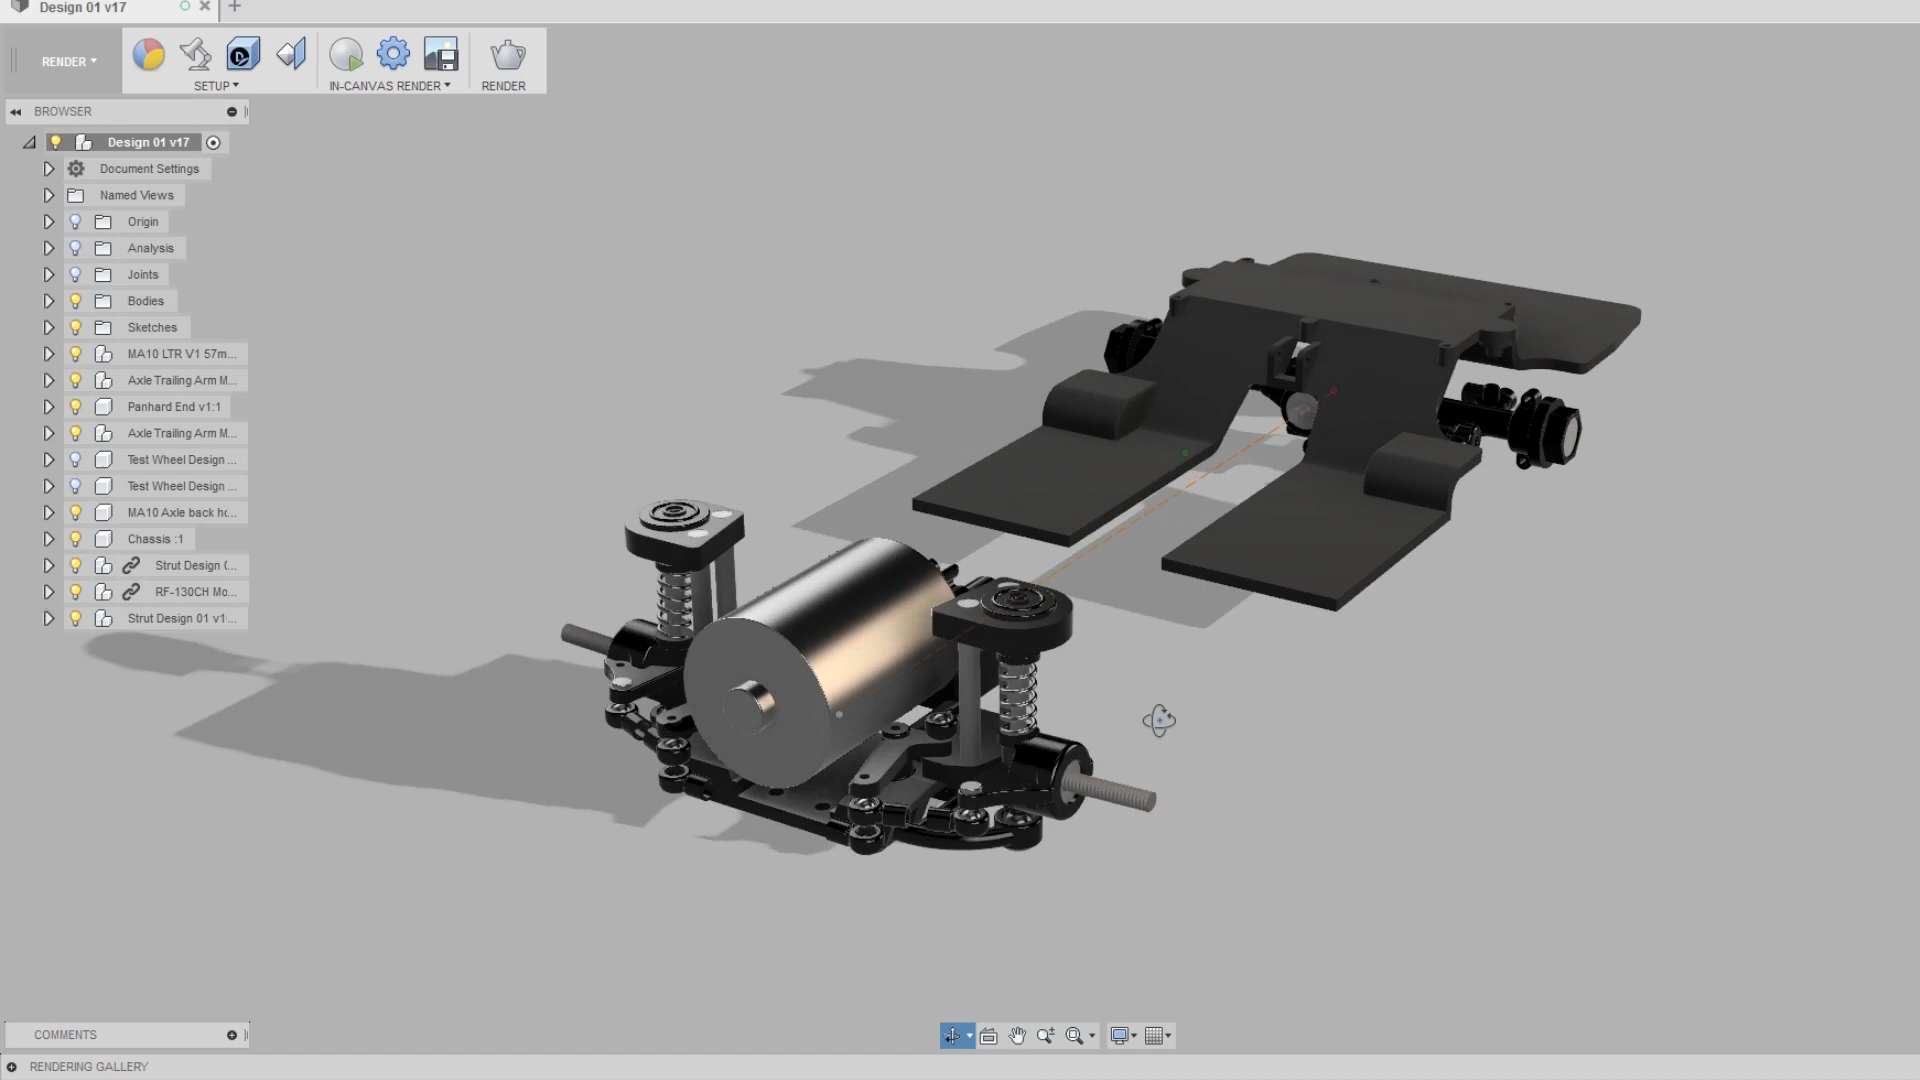 Design 01 v17
RENDER
SETUP
IN-CANVAS RENDER
RENDER
BROWSER
Design 01 v17
Document Settings
Named Views
Origin
Analysis
Joints
Bodies
Sketches
MA10 LTR V1 57m...
Axle Trailing Arm M...
Panhard End v1:1
Axle Trailing Arm M...
Test Wheel Design ...
Test Wheel Design ...
MA10 Axle back ho...
Chassis :1
Strut Design (...
RF-130CH Mo...
Strut Design 01 v1...
COMMENTS
RENDERING GALLERY